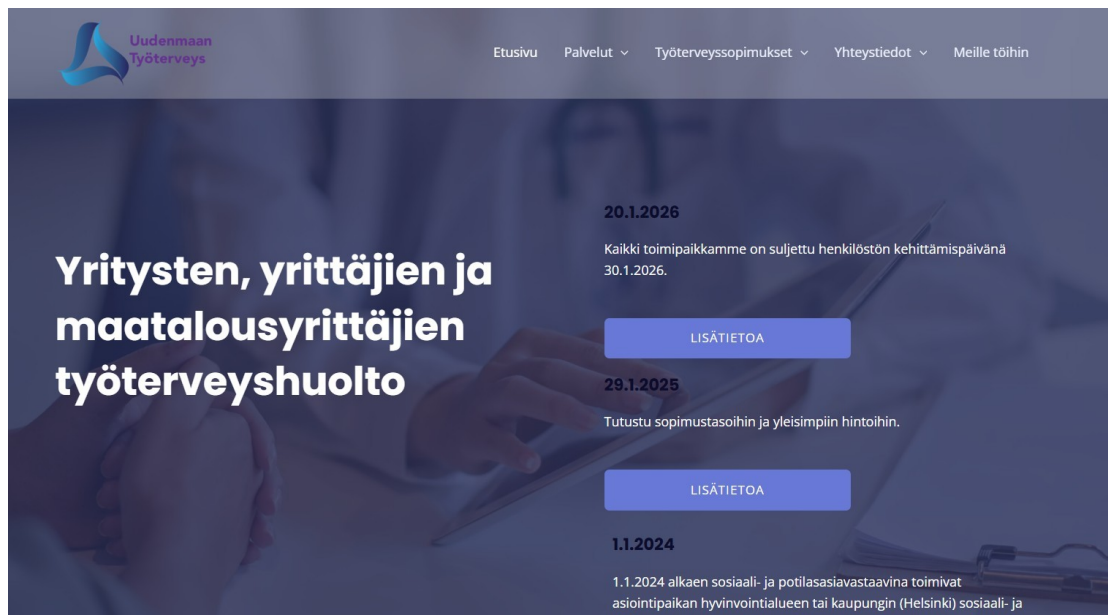 Uudenmaan
Työterveys
Etusivu Palvelut Työterveyssopimukset Yhteystiedot Meille töihin
Yritysten, yrittäjien ja
maatalousyrittäjien
työterveyshuolto
20.1.2026
Kaikki toimipaikkamme on suljettu henkilöstön kehittämispäivänä
30.1.2026.
LISÄTIETOA
29.1.2025
Tutustu sopimustasoihin ja yleisimpiin hintoihin.
LISÄTIETOA
1.1.2024
1.1.2024 alkaen sosiaali- ja potilasasiavastaavina toimivat
asiointipaikan hyvinvointialueen tai kaupungin (Helsinki) sosiaali- ja